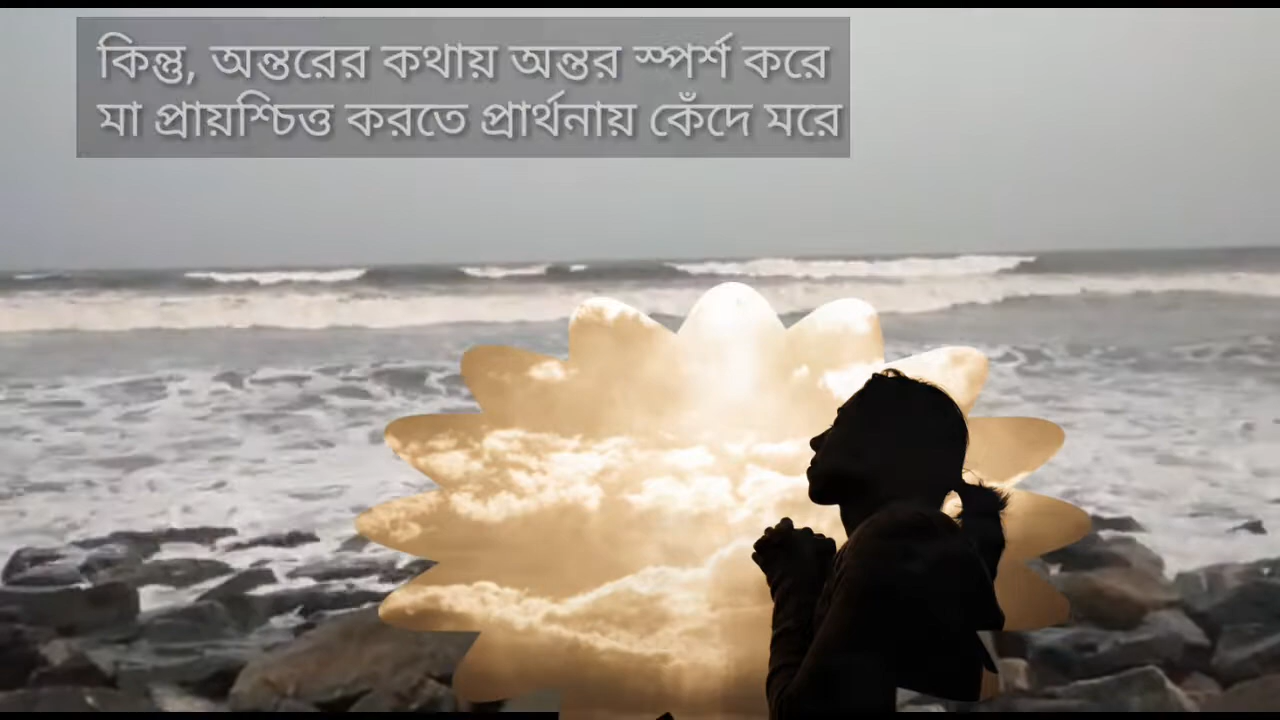 কিন্তু, অন্তরের কথায় অন্তর স্পর্শ করে
মা প্রায়শ্চিত্ত করতে প্রার্থনায় কেঁদে মরে